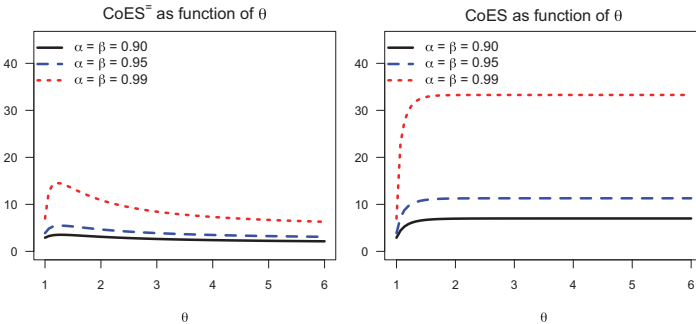 CoES⁼ as function of θ
α = β = 0.90
α = β = 0.95
α = β = 0.99
40
30
20
10
0
1 2 3 4 5 6
θ
CoES as function of θ
α = β = 0.90
α = β = 0.95
α = β = 0.99
40
30
20
10
0
1 2 3 4 5 6
θ